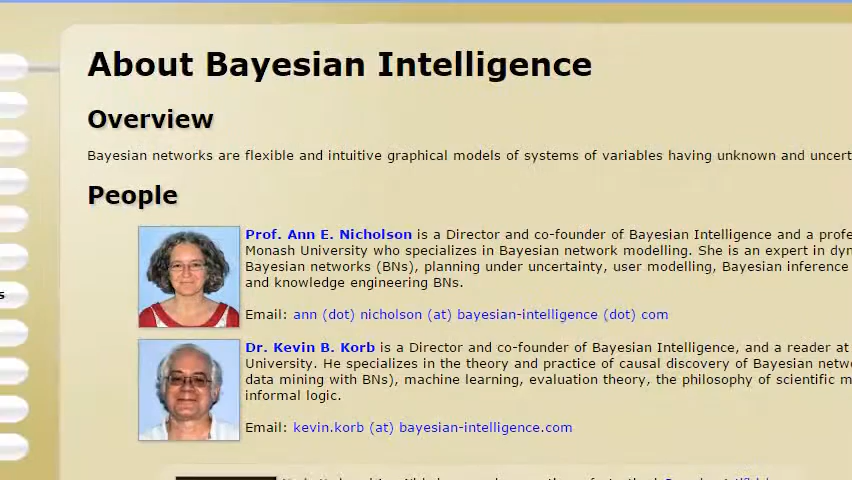 About Bayesian Intelligence
Overview
Bayesian networks are flexible and intuitive graphical models of systems of variables having unknown and
People
Prof. Ann E. Nicholson is a Director and co-founder of Bayesian Intelligence and a
Monash University who specializes in Bayesian network modelling. She is an expert in
Bayesian networks (BNs), planning under uncertainty, user modelling, Bayesian inference
and knowledge engineering BNs.
s
Email: ann (dot) nicholson (at) bayesian-intelligence (dot) com
Dr. Kevin B. Korb is a Director and co-founder of Bayesian Intelligence, and a reader at
University. He specializes in the theory and practice of causal discovery of Bayesian
data mining with BNs), machine learning, evaluation theory, the philosophy of scientific
informal logic.
Email: kevin.korb (at) bayesian-intelligence.com